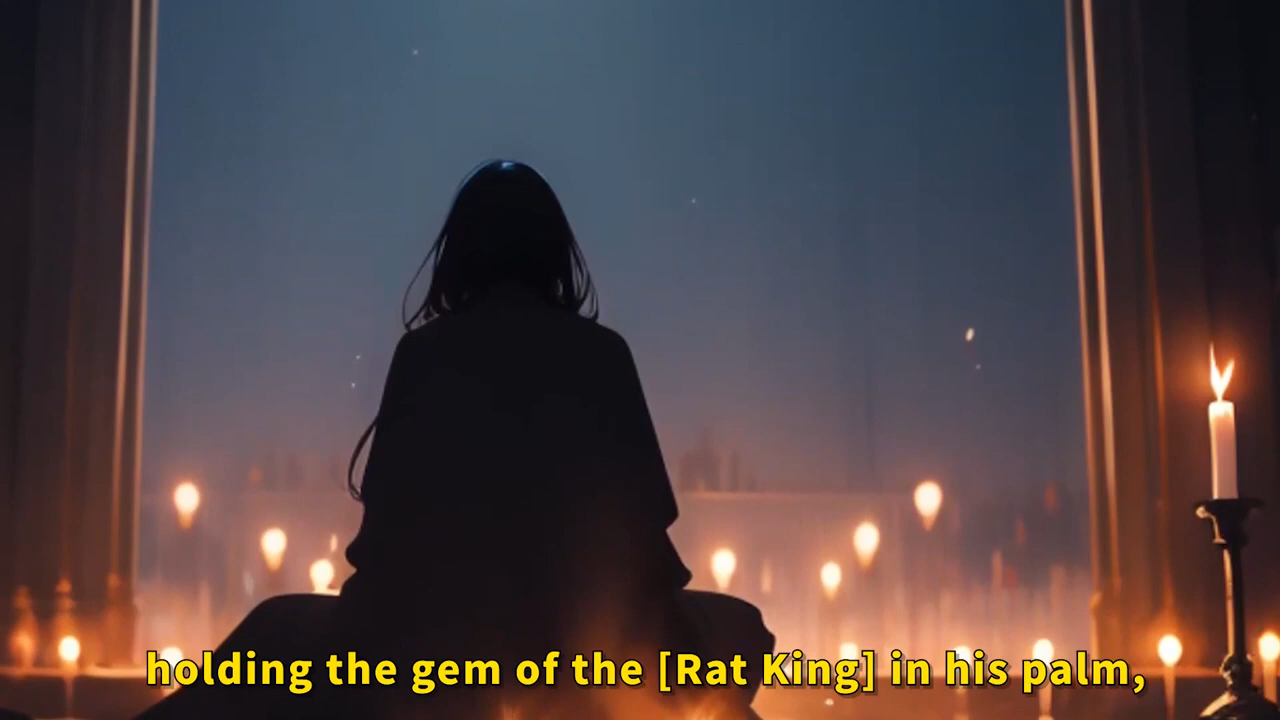 holding the gem of the [Rat King] in his palm,